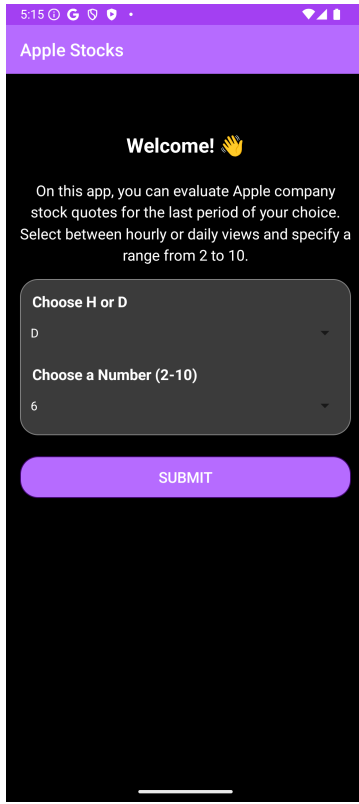 5:15
Apple Stocks
Welcome! 👋
On this app, you can evaluate Apple company
stock quotes for the last period of your choice.
Select between hourly or daily views and specify a
range from 2 to 10.
Choose H or D
D
Choose a Number (2-10)
6
SUBMIT